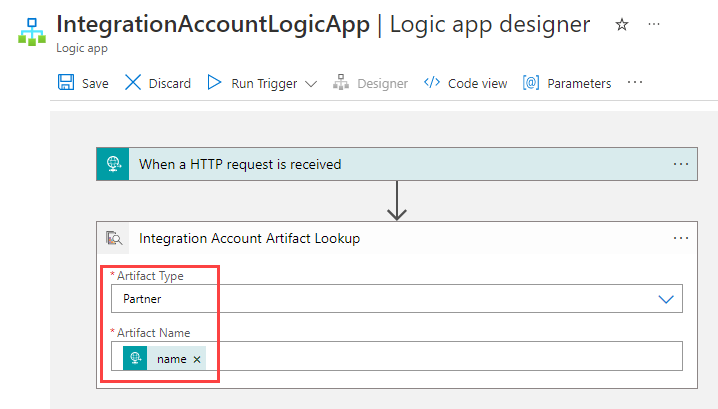 IntegrationAccountLogicApp | Logic app designer
Logic app
Save Discard Run Trigger Designer Code view Parameters
When a HTTP request is received
Integration Account Artifact Lookup
* Artifact Type
Partner
* Artifact Name
name ×